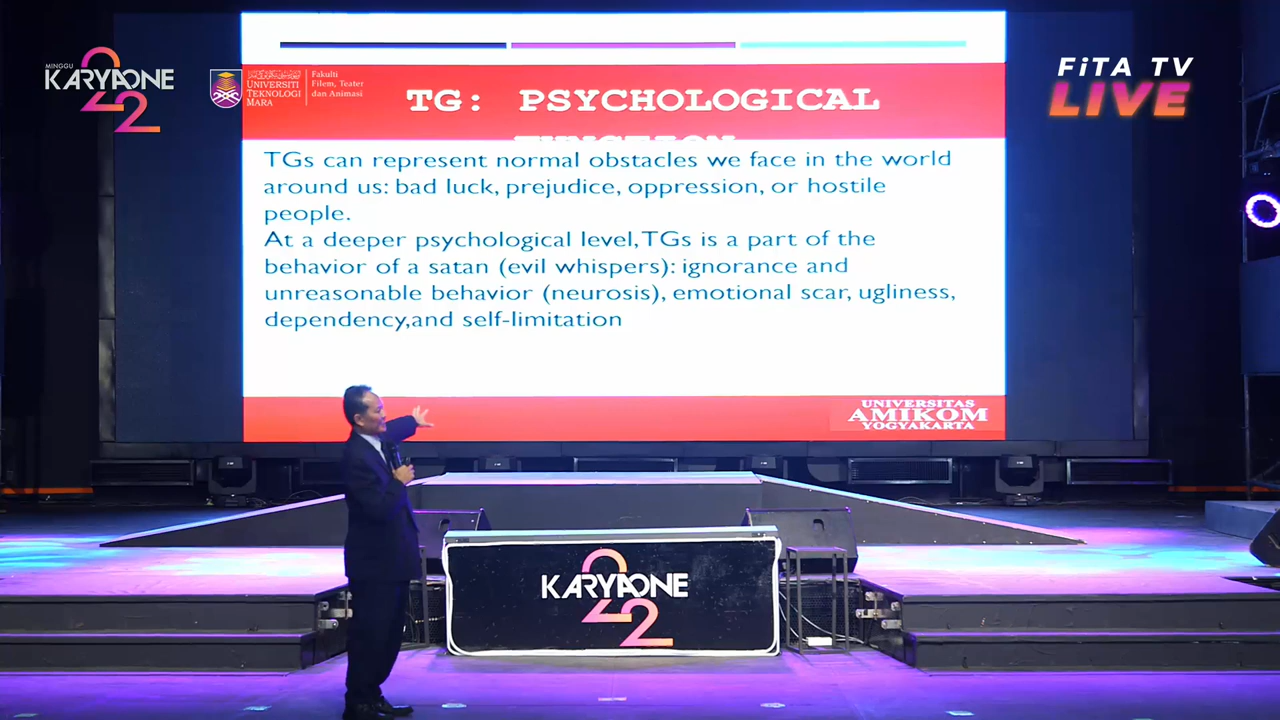 MINGGU
KARYAONE
22
UNIVERSITI
TEKNOLOGI
MARA
Fakulti
Filem, Teater
dan Animasi
FiTA TV
LIVE
TG: PSYCHOLOGICAL
FUNCTION
TGs can represent normal obstacles we face in the world
around us: bad luck, prejudice, oppression, or hostile
people.
At a deeper psychological level,TGs is a part of the
behavior of a satan (evil whispers): ignorance and
unreasonable behavior (neurosis), emotional scar, ugliness,
dependency,and self-limitation
UNIVERSITAS
AMIKOM
YOGYAKARTA
KARYAONE
22